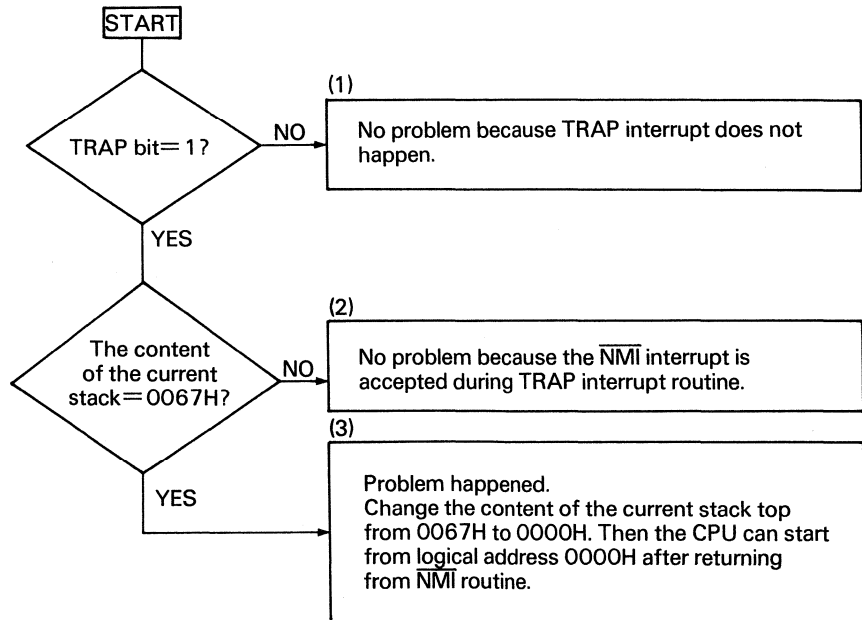 START
(1)
TRAP bit=1?
NO
No problem because TRAP interrupt does not
happen.
YES
(2)
The content
of the current
stack=0067H?
NO
No problem because the N̅M̅I̅ interrupt is
accepted during TRAP interrupt routine.
(3)
YES
Problem happened.
Change the content of the current stack top
from 0067H to 0000H. Then the CPU can start
from logical address 0000H after returning
from N̅M̅I̅ routine.